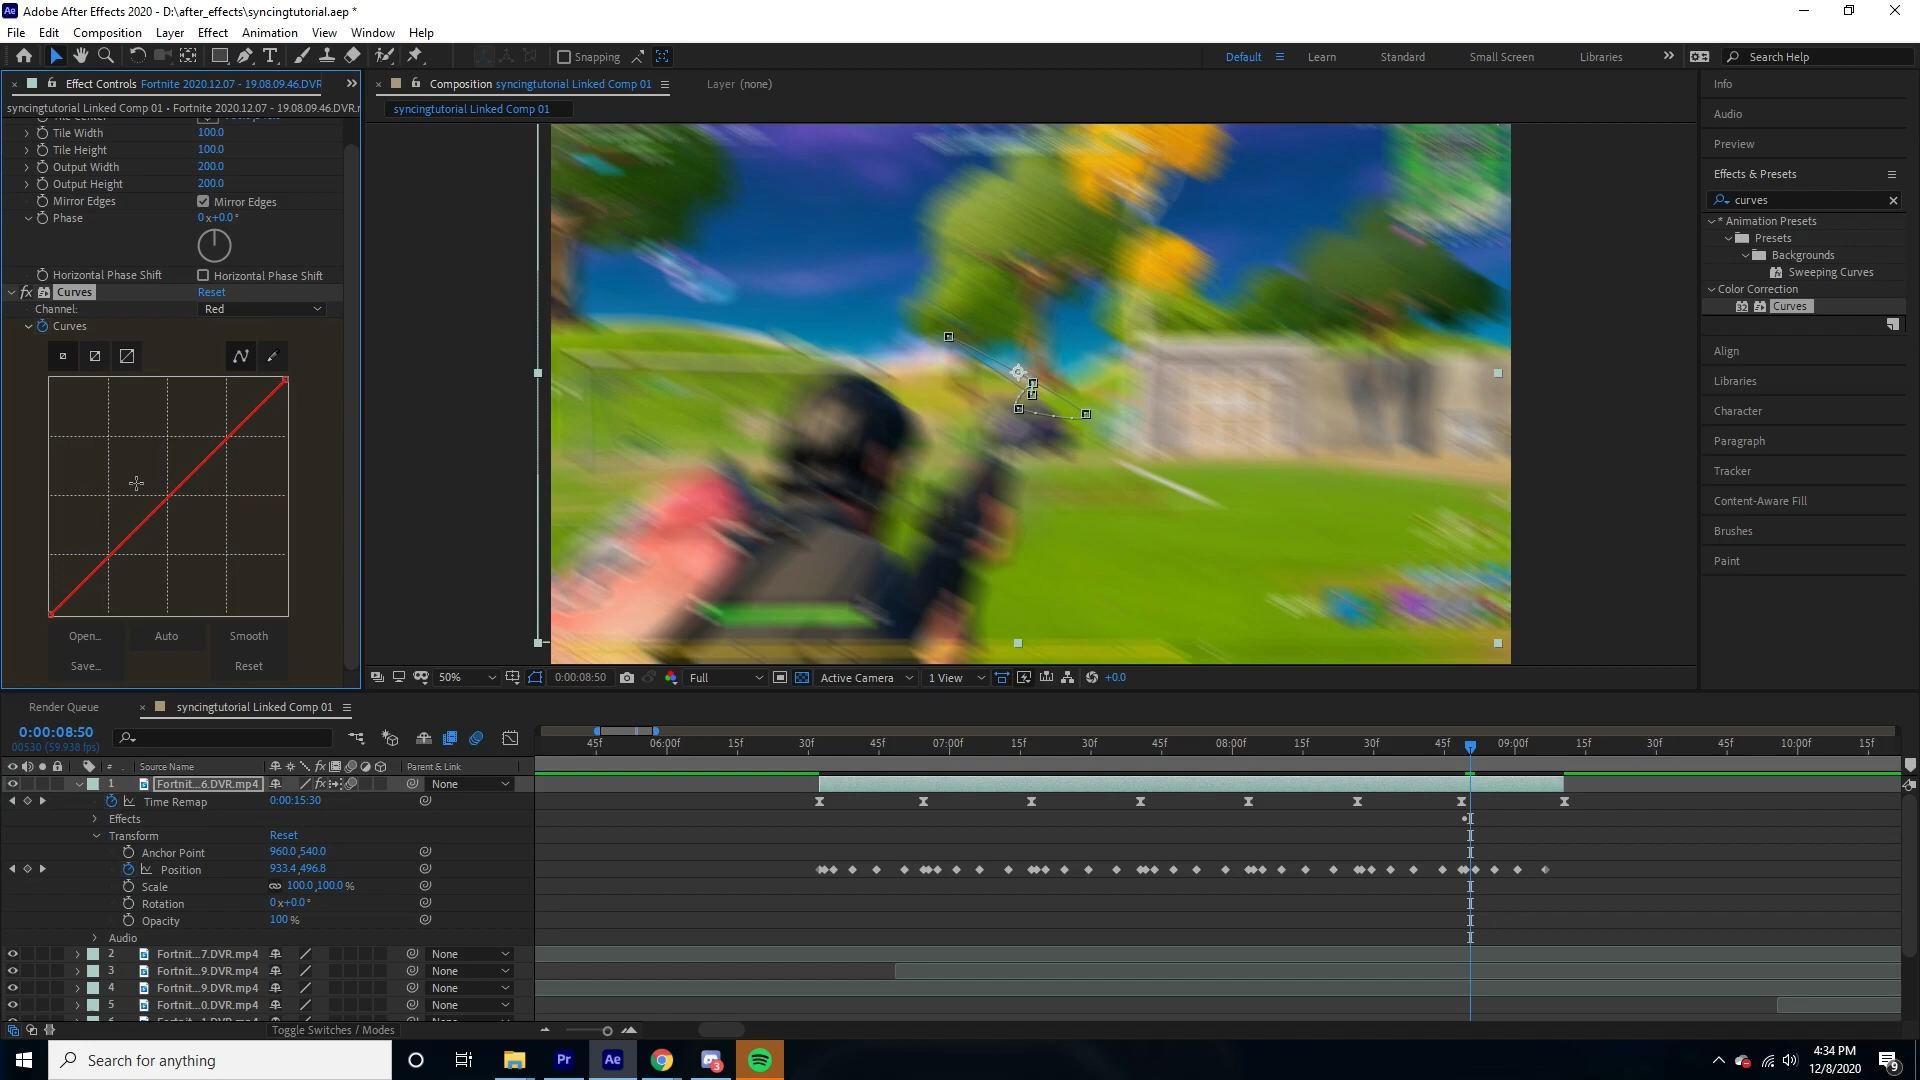 Adobe After Effects 2020 - D:\after_effects\syncingtutorial.aep *
File Edit Composition Layer Effect Animation View Window Help
Snapping
Default Learn Standard Small Screen Libraries Search Help
Effect Controls Fortnite 2020.12.07 - 19.08.09.46.DVR
Composition syncingtutorial Linked Comp 01
Layer (none)
syncingtutorial Linked Comp 01 • Fortnite 2020.12.07 - 19.08.09.46.DVR.
syncingtutorial Linked Comp 01
Tile Width 100.0
Tile Height 100.0
Output Width 200.0
Output Height 200.0
Mirror Edges Mirror Edges
Phase 0x+0.0°
Horizontal Phase Shift Horizontal Phase Shift
fx Curves Reset
Channel: Red
Curves
Open... Auto Smooth
Save... Reset
50% 0:00:08:50 Full Active Camera 1 View +0.0
Info
Audio
Preview
Effects & Presets
curves
* Animation Presets
Presets
Backgrounds
Sweeping Curves
Color Correction
32 Curves
Align
Libraries
Character
Paragraph
Tracker
Content-Aware Fill
Brushes
Paint
Render Queue
syncingtutorial Linked Comp 01
0:00:08:50
00530 (59.938 fps)
45f 06:00f 15f 30f 45f 07:00f 15f 30f 45f 08:00f 15f 30f 45f 09:00f 15f 30f 45f 10:00f 15f
# Source Name fx Parent & Link
1 Fortnit...6.DVR.mp4 fx None
Time Remap 0:00:15:30
Effects
Transform Reset
Anchor Point 960.0,540.0
Position 933.4,496.8
Scale 100.0,100.0%
Rotation 0x+0.0°
Opacity 100%
Audio
2 Fortnit...7.DVR.mp4 None
3 Fortnit...9.DVR.mp4 None
4 Fortnit...9.DVR.mp4 None
5 Fortnit...0.DVR.mp4 None
Toggle Switches / Modes
Search for anything
Pr
Ae
3
4:34 PM
12/8/2020
9